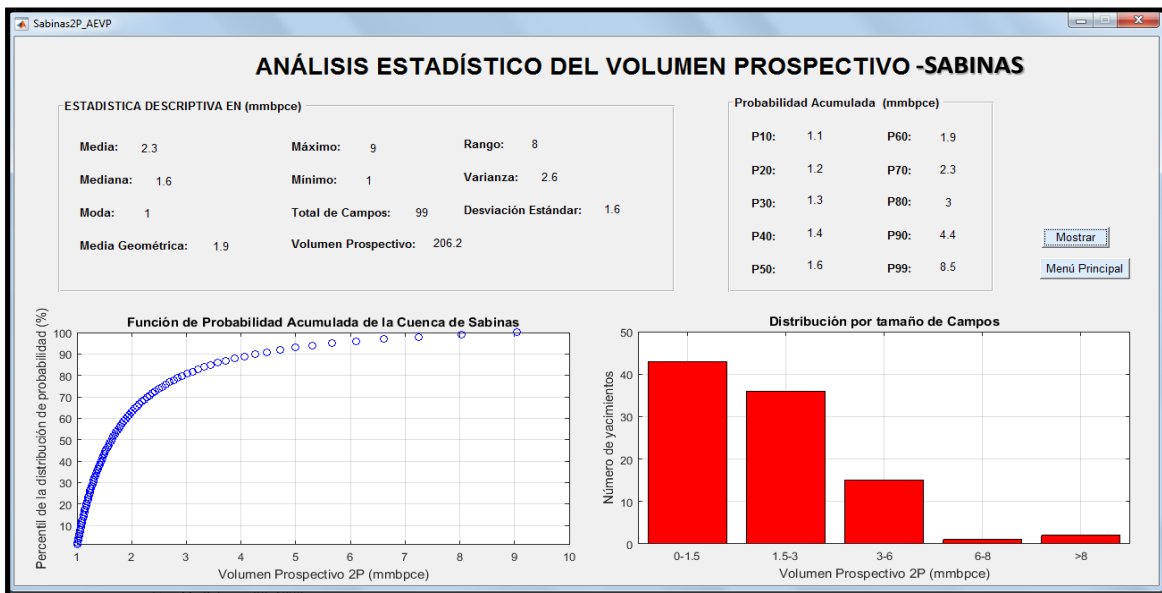 Sabinas2P_AEVP
ANÁLISIS ESTADÍSTICO DEL VOLUMEN PROSPECTIVO -SABINAS
ESTADISTICA DESCRIPTIVA EN (mmbpce)
Media: 2.3 Máximo: 9 Rango: 8
Mediana: 1.6 Mínimo: 1 Varianza: 2.6
Moda: 1 Total de Campos: 99 Desviación Estándar: 1.6
Media Geométrica: 1.9 Volumen Prospectivo: 206.2
Probabilidad Acumulada (mmbpce)
P10: 1.1 P60: 1.9
P20: 1.2 P70: 2.3
P30: 1.3 P80: 3
P40: 1.4 P90: 4.4
P50: 1.6 P99: 8.5
Mostrar
Menú Principal
Función de Probabilidad Acumulada de la Cuenca de Sabinas
Percentil de la distribución de probabilidad (%)
100
90
80
70
60
50
40
30
20
10
1 2 3 4 5 6 7 8 9 10
Volumen Prospectivo 2P (mmbpce)
Distribución por tamaño de Campos
Número de yacimientos
50
40
30
20
10
0
0-1.5 1.5-3 3-6 6-8 >8
Volumen Prospectivo 2P (mmbpce)